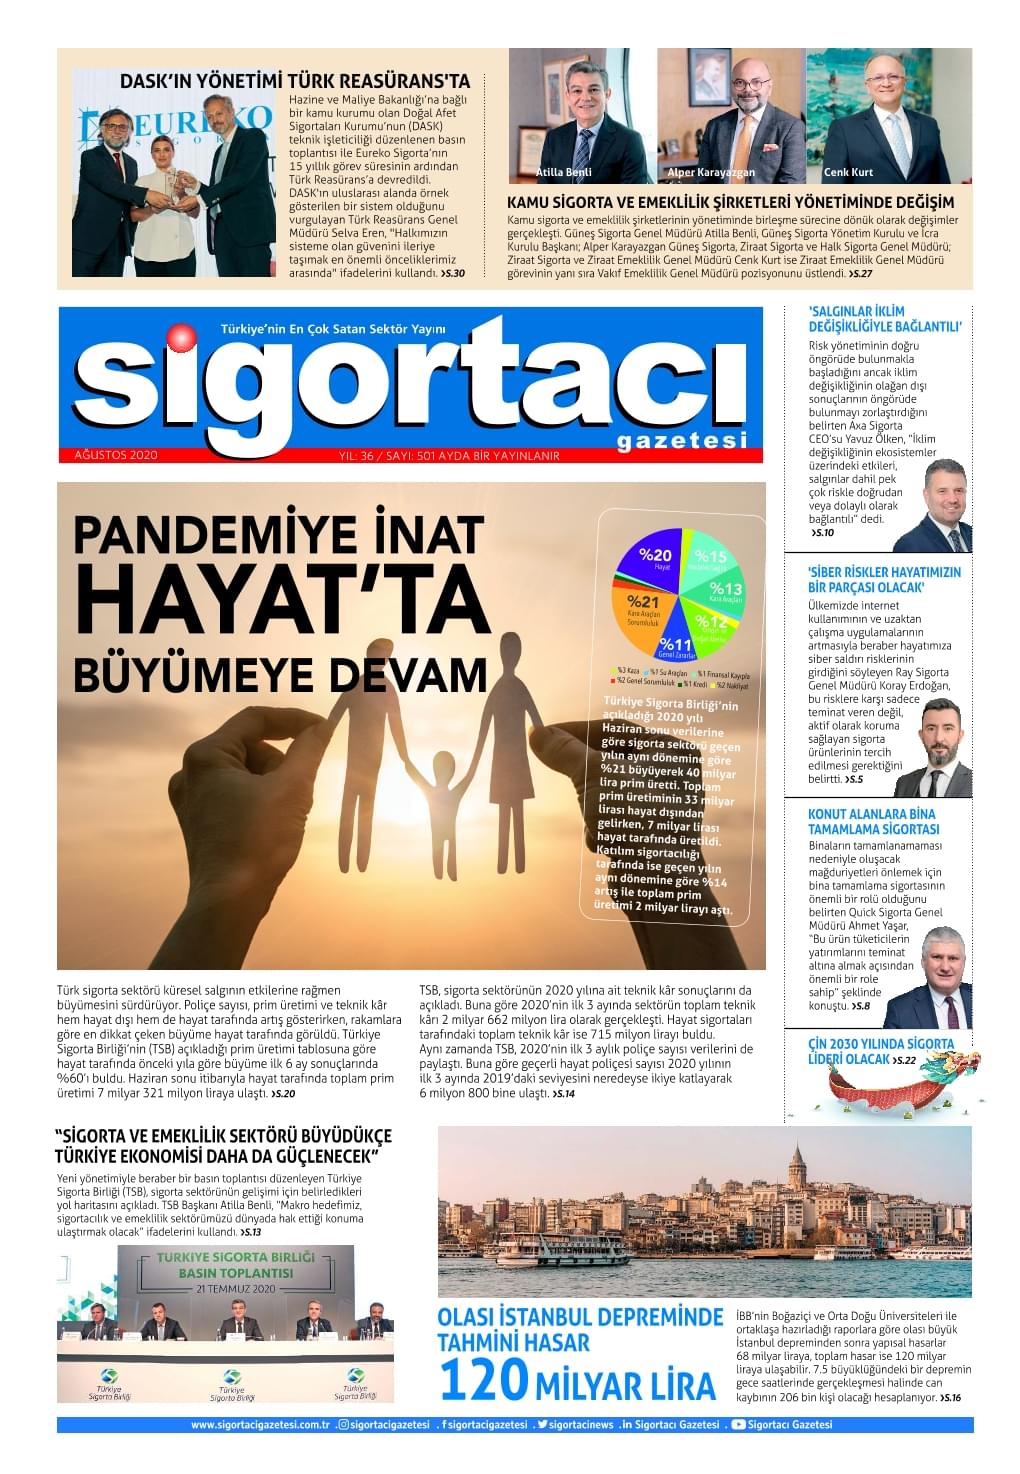 DASK'IN YÖNETİMİ TÜRK REASÜRANS'TA
EUREKO
SİGORTA
Hazine ve Maliye Bakanlığı'na bağlı
bir kamu kurumu olan Doğal Afet
Sigortaları Kurumu'nun (DASK)
teknik işleticiliği düzenlenen basın
toplantısı ile Eureko Sigorta'nın
15 yıllık görev süresinin ardından
Türk Reasürans'a devredildi.
DASK'ın uluslarası alanda örnek
gösterilen bir sistem olduğunu
vurgulayan Türk Reasürans Genel
Müdürü Selva Eren, "Halkımızın
sisteme olan güvenini ileriye
taşımak en önemli önceliklerimiz
arasında" ifadelerini kullandı. ›S.30
Atilla Benli
Alper Karayazgan
Cenk Kurt
KAMU SİGORTA VE EMEKLİLİK ŞİRKETLERİ YÖNETİMİNDE DEĞİŞİM
Kamu sigorta ve emeklilik şirketlerinin yönetiminde birleşme sürecine dönük olarak değişimler
gerçekleşti. Güneş Sigorta Genel Müdürü Atilla Benli, Güneş Sigorta Yönetim Kurulu ve İcra
Kurulu Başkanı; Alper Karayazgan Güneş Sigorta, Ziraat Sigorta ve Halk Sigorta Genel Müdürü;
Ziraat Sigorta ve Ziraat Emeklilik Genel Müdürü Cenk Kurt ise Ziraat Emeklilik Genel Müdürü
görevinin yanı sıra Vakıf Emeklilik Genel Müdürü pozisyonunu üstlendi. ›S.27
Türkiye'nin En Çok Satan Sektör Yayını
sigortacı
gazetesi
AĞUSTOS 2020
YIL: 36 / SAYI: 501 AYDA BİR YAYINLANIR
PANDEMİYE İNAT
HAYAT'TA
BÜYÜMEYE DEVAM
%20
Hayat
%15
Hastalık/Sağlık
%13
Kara Araçları
%12
%11
Genel Zararlar
%21
Kara Araçları
Sorumluluk
%3 Kaza %1 Su Araçları %1 Finansal Kayıpla
%2 Genel Sorumluluk %1 Kredi %2 Nakliyat
Türkiye Sigorta Birliği'nin
açıkladığı 2020 yılı
Haziran sonu verilerine
göre sigorta sektörü geçen
yılın aynı dönemine göre
%21 büyüyerek 40 milyar
lira prim üretti. Toplam
prim üretiminin 33 milyar
lirası hayat dışından
gelirken, 7 milyar lirası
hayat tarafında üretildi.
Katılım sigortacılığı
tarafında ise geçen yılın
aynı dönemine göre %14
artış ile toplam prim
üretimi 2 milyar lirayı aştı.
Türk sigorta sektörü küresel salgının etkilerine rağmen
büyümesini sürdürüyor. Poliçe sayısı, prim üretimi ve teknik kâr
hem hayat dışı hem de hayat tarafında artış gösterirken, rakamlara
göre en dikkat çeken büyüme hayat tarafında görüldü. Türkiye
Sigorta Birliği'nin (TSB) açıkladığı prim üretimi tablosuna göre
hayat tarafında önceki yıla göre büyüme ilk 6 ay sonuçlarında
%60'ı buldu. Haziran sonu itibarıyla hayat tarafında toplam prim
üretimi 7 milyar 321 milyon liraya ulaştı. ›S.20
TSB, sigorta sektörünün 2020 yılına ait teknik kâr sonuçlarını da
açıkladı. Buna göre 2020'nin ilk 3 ayında sektörün toplam teknik
kârı 2 milyar 662 milyon lira olarak gerçekleşti. Hayat sigortaları
tarafındaki toplam teknik kâr ise 715 milyon lirayı buldu.
Aynı zamanda TSB, 2020'nin ilk 3 aylık poliçe sayısı verilerini de
paylaştı. Buna göre geçerli hayat poliçesi sayısı 2020 yılının
ilk 3 ayında 2019'daki seviyesini neredeyse ikiye katlayarak
6 milyon 800 bine ulaştı. ›S.14
'SALGINLAR İKLİM
DEĞİŞİKLİĞİYLE BAĞLANTILI'
Risk yönetiminin doğru
öngörüde bulunmakla
başladığını ancak iklim
değişikliğinin olağan dışı
sonuçlarının öngörüde
bulunmayı zorlaştırdığını
belirten Axa Sigorta
CEO'su Yavuz Ölken, "İklim
değişikliğinin ekosistemler
üzerindeki etkileri,
salgınlar dahil pek
çok riskle doğrudan
veya dolaylı olarak
bağlantılı" dedi.
›S.10
'SİBER RİSKLER HAYATIMIZIN
BİR PARÇASI OLACAK'
Ülkemizde internet
kullanımının ve uzaktan
çalışma uygulamalarının
artmasıyla beraber hayatımıza
siber saldırı risklerinin
girdiğini söyleyen Ray Sigorta
Genel Müdürü Koray Erdoğan,
bu risklere karşı sadece
teminat veren değil,
aktif olarak koruma
sağlayan sigorta
ürünlerinin tercih
edilmesi gerektiğini
belirtti. ›S.5
KONUT ALANLARA BİNA
TAMAMLAMA SİGORTASI
Binaların tamamlanamaması
nedeniyle oluşacak
mağduriyetleri önlemek için
bina tamamlama sigortasının
önemli bir rolü olduğunu
belirten Quick Sigorta Genel
Müdürü Ahmet Yaşar,
"Bu ürün tüketicilerin
yatırımlarını teminat
altına almak açısından
önemli bir role
sahip" şeklinde
konuştu. ›S.8
ÇİN 2030 YILINDA SİGORTA
LİDERİ OLACAK ›S.22
"SİGORTA VE EMEKLİLİK SEKTÖRÜ BÜYÜDÜKÇE
TÜRKİYE EKONOMİSİ DAHA DA GÜÇLENECEK"
Yeni yönetimiyle beraber bir basın toplantısı düzenleyen Türkiye
Sigorta Birliği (TSB), sigorta sektörünün gelişimi için belirledikleri
yol haritasını açıkladı. TSB Başkanı Atilla Benli, "Makro hedefimiz,
sigortacılık ve emeklilik sektörümüzü dünyada hak ettiği konuma
ulaştırmak olacak" ifadelerini kullandı. ›S.13
TÜRKİYE SİGORTA BİRLİĞİ
BASIN TOPLANTISI
21 TEMMUZ 2020
Türkiye
Sigorta Birliği
Türkiye
Sigorta Birliği
Türkiye
Sigorta Birliği
OLASI İSTANBUL DEPREMİNDE
TAHMİNİ HASAR
120 MİLYAR LİRA
İBB'nin Boğaziçi ve Orta Doğu Üniversiteleri ile
ortaklaşa hazırladığı raporlara göre olası büyük
İstanbul depreminden sonra yapısal hasarlar
68 milyar liraya, toplam hasar ise 120 milyar
liraya ulaşabilir. 7.5 büyüklüğündeki bir depremin
gece saatlerinde gerçekleşmesi halinde can
kaybının 206 bin kişi olacağı hesaplanıyor. ›S.16
www.sigortacigazetesi.com.tr . sigortacigazetesi . f sigortacigazetesi . sigortacinews . in Sigortacı Gazetesi . Sigortacı Gazetesi